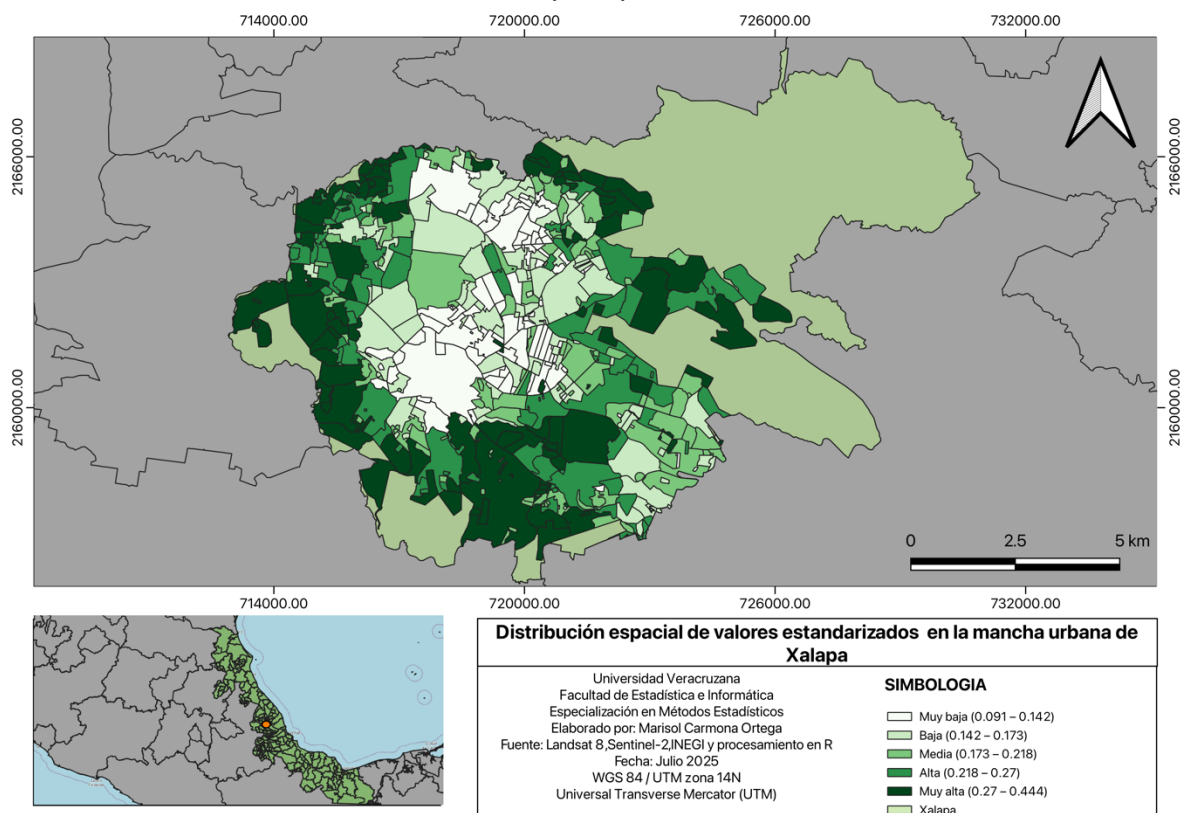 714000.00 720000.00 726000.00 732000.00
2166000.00 2166000.00
2160000.00 2160000.00
0 2.5 5 km
714000.00 720000.00 726000.00 732000.00
Distribución espacial de valores estandarizados en la mancha urbana de
Xalapa
Universidad Veracruzana
Facultad de Estadística e Informática
Especialización en Métodos Estadísticos
Elaborado por: Marisol Carmona Ortega
Fuente: Landsat 8,Sentinel-2,INEGI y procesamiento en R
Fecha: Julio 2025
WGS 84 / UTM zona 14N
Universal Transverse Mercator (UTM)
SIMBOLOGIA
Muy baja (0.091 – 0.142)
Baja (0.142 – 0.173)
Media (0.173 – 0.218)
Alta (0.218 – 0.27)
Muy alta (0.27 – 0.444)
Xalapa